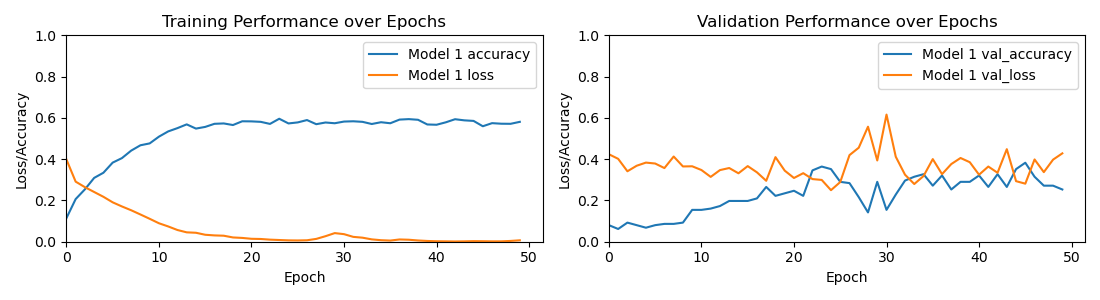 Training Performance over Epochs
1.0
0.8
0.6
0.4
0.2
0.0
Loss/Accuracy
Model 1 accuracy
Model 1 loss
0 10 20 30 40 50
Epoch
Validation Performance over Epochs
1.0
0.8
0.6
0.4
0.2
0.0
Loss/Accuracy
Model 1 val_accuracy
Model 1 val_loss
0 10 20 30 40 50
Epoch